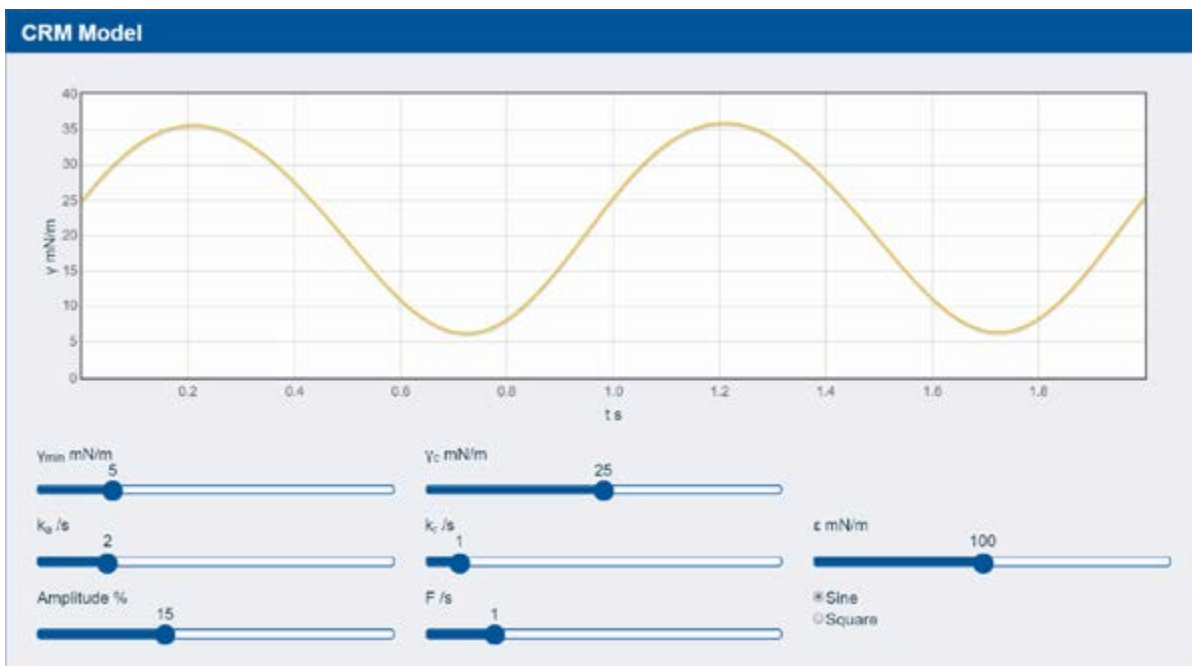 CRM Model
40
35
30
25
20
15
10
5
0
γ mN/m
0.2 0.4 0.6 0.8 1.0 1.2 1.4 1.6 1.8
t s
γmin mN/m γc mN/m
5 25
ka /s kr /s ε mN/m
2 1 100
Amplitude % F /s Sine
15 1 Square